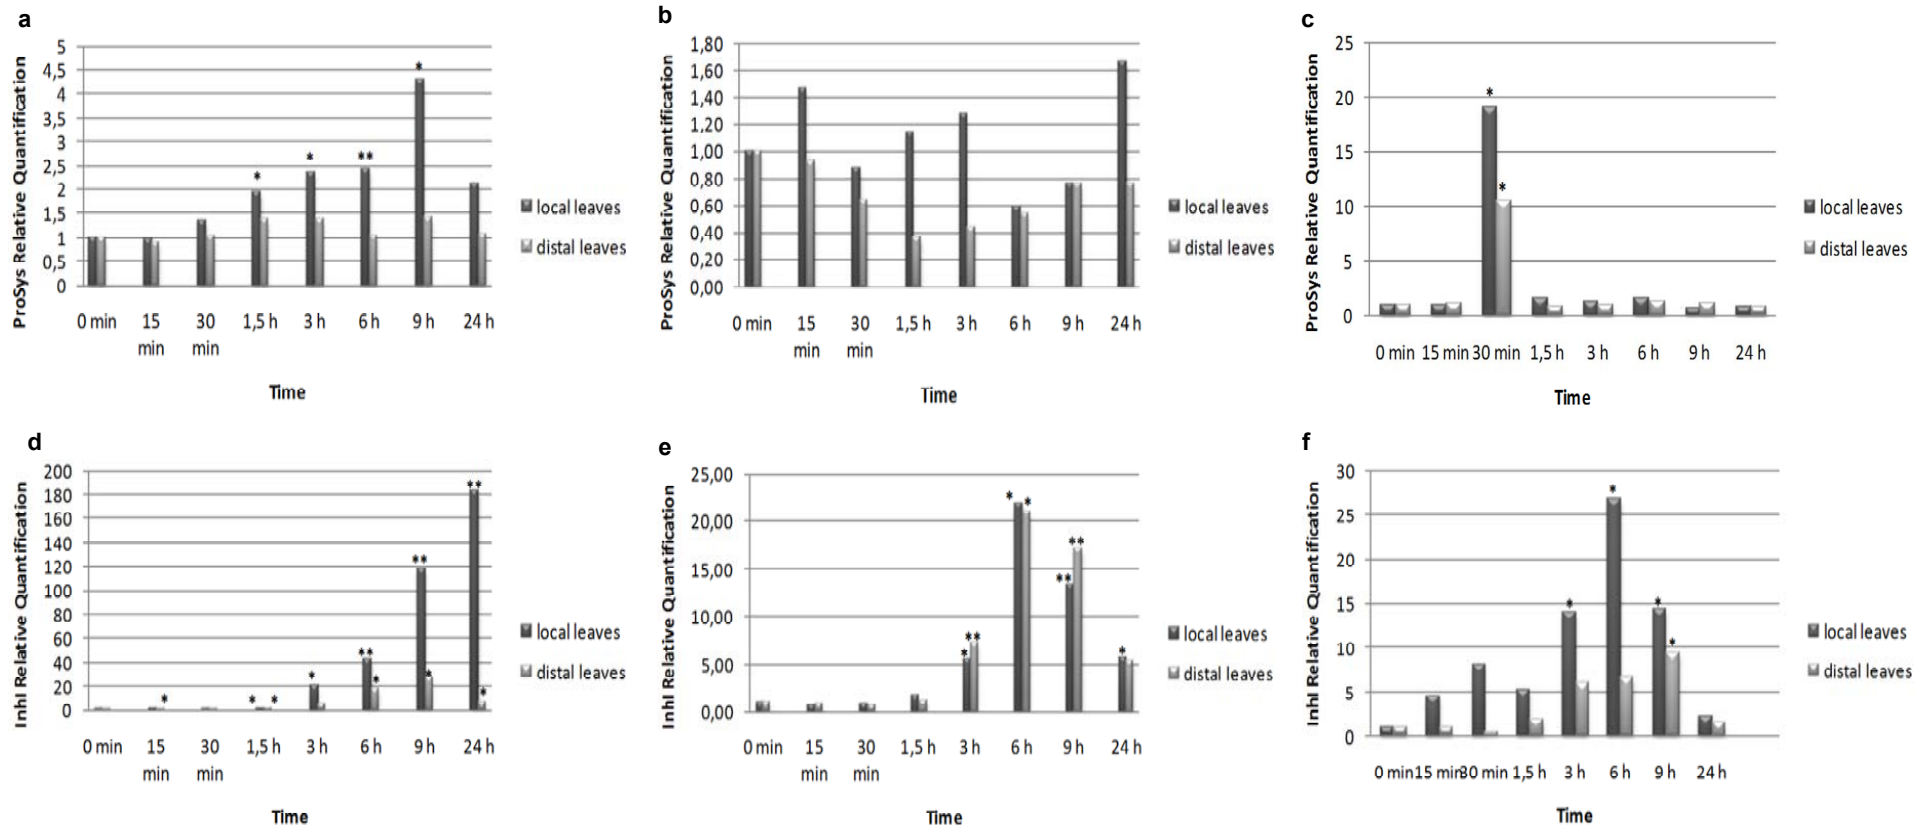 a
ProSys Relative Quantification
5
4,5
4
3,5
3
2,5
2
1,5
1
0,5
0
* * ** *
0 min 15 min 30 min 1,5 h 3 h 6 h 9 h 24 h
Time
local leaves
distal leaves
b
ProSys Relative Quantification
1,80
1,60
1,40
1,20
1,00
0,80
0,60
0,40
0,20
0,00
0 min 15 min 30 min 1,5 h 3 h 6 h 9 h 24 h
Time
local leaves
distal leaves
c
ProSys Relative Quantification
25
20
15
10
5
0
* *
0 min 15 min 30 min 1,5 h 3 h 6 h 9 h 24 h
Time
local leaves
distal leaves
d
InhI Relative Quantification
200
180
160
140
120
100
80
60
40
20
0
* * * * ** * ** * ** *
0 min 15 min 30 min 1,5 h 3 h 6 h 9 h 24 h
Time
local leaves
distal leaves
e
InhI Relative Quantification
25,00
20,00
15,00
10,00
5,00
0,00
* ** * * ** ** *
0 min 15 min 30 min 1,5 h 3 h 6 h 9 h 24 h
Time
local leaves
distal leaves
f
InhI Relative Quantification
30
25
20
15
10
5
0
* * * *
0 min 15 min 30 min 1,5 h 3 h 6 h 9 h 24 h
Time
local leaves
distal leaves